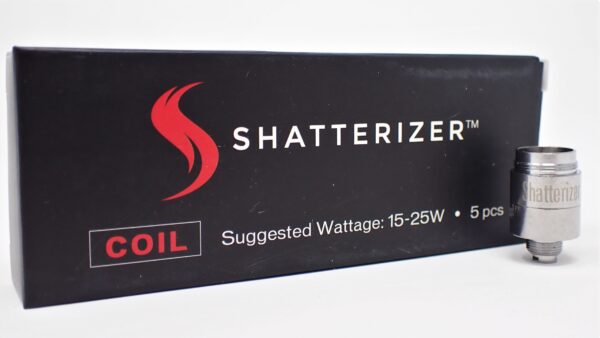 SHATTERIZER™
COIL
Suggested Wattage: 15-25W • 5 pcs
Shatterizer